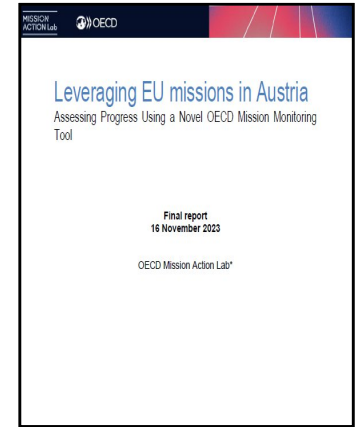 MISSION
ACTION Lab
OECD
Leveraging EU missions in Austria
Assessing Progress Using a Novel OECD Mission Monitoring
Tool
Final report
16 November 2023
OECD Mission Action Lab*